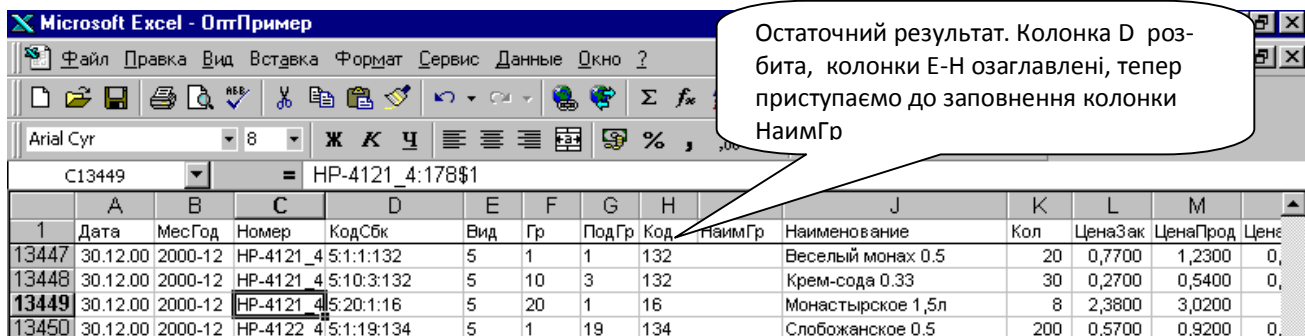 Microsoft Excel - ОптПример
Остаточний результат. Колонка D роз-
бита, колонки E-H озаглавлені, тепер
приступаємо до заповнення колонки
НаимГр
Файл Правка Вид Вставка Формат Сервис Данные Окно ?
Arial Cyr 8 Ж К Ч % ,
C13449 = HP-4121_4:178$1
A B C D E F G H J K L M
1 Дата МесГод Номер КодСбк Вид Гр ПодГр Код НаимГр Наименование Кол ЦенаЗак ЦенаПрод Цена
13447 30.12.00 2000-12 HP-4121_4 5:1:1:132 5 1 1 132 Веселый монах 0.5 20 0,7700 1,2300 0,
13448 30.12.00 2000-12 HP-4121_4 5:10:3:132 5 10 3 132 Крем-сода 0.33 30 0,2700 0,5400 0,
13449 30.12.00 2000-12 HP-4121_4 5:20:1:16 5 20 1 16 Монастырское 1,5л 8 2,3800 3,0200
13450 30.12.00 2000-12 HP-4122_4 5:1:19:134 5 1 19 134 Слобожанское 0.5 200 0,5700 0,9200 0,